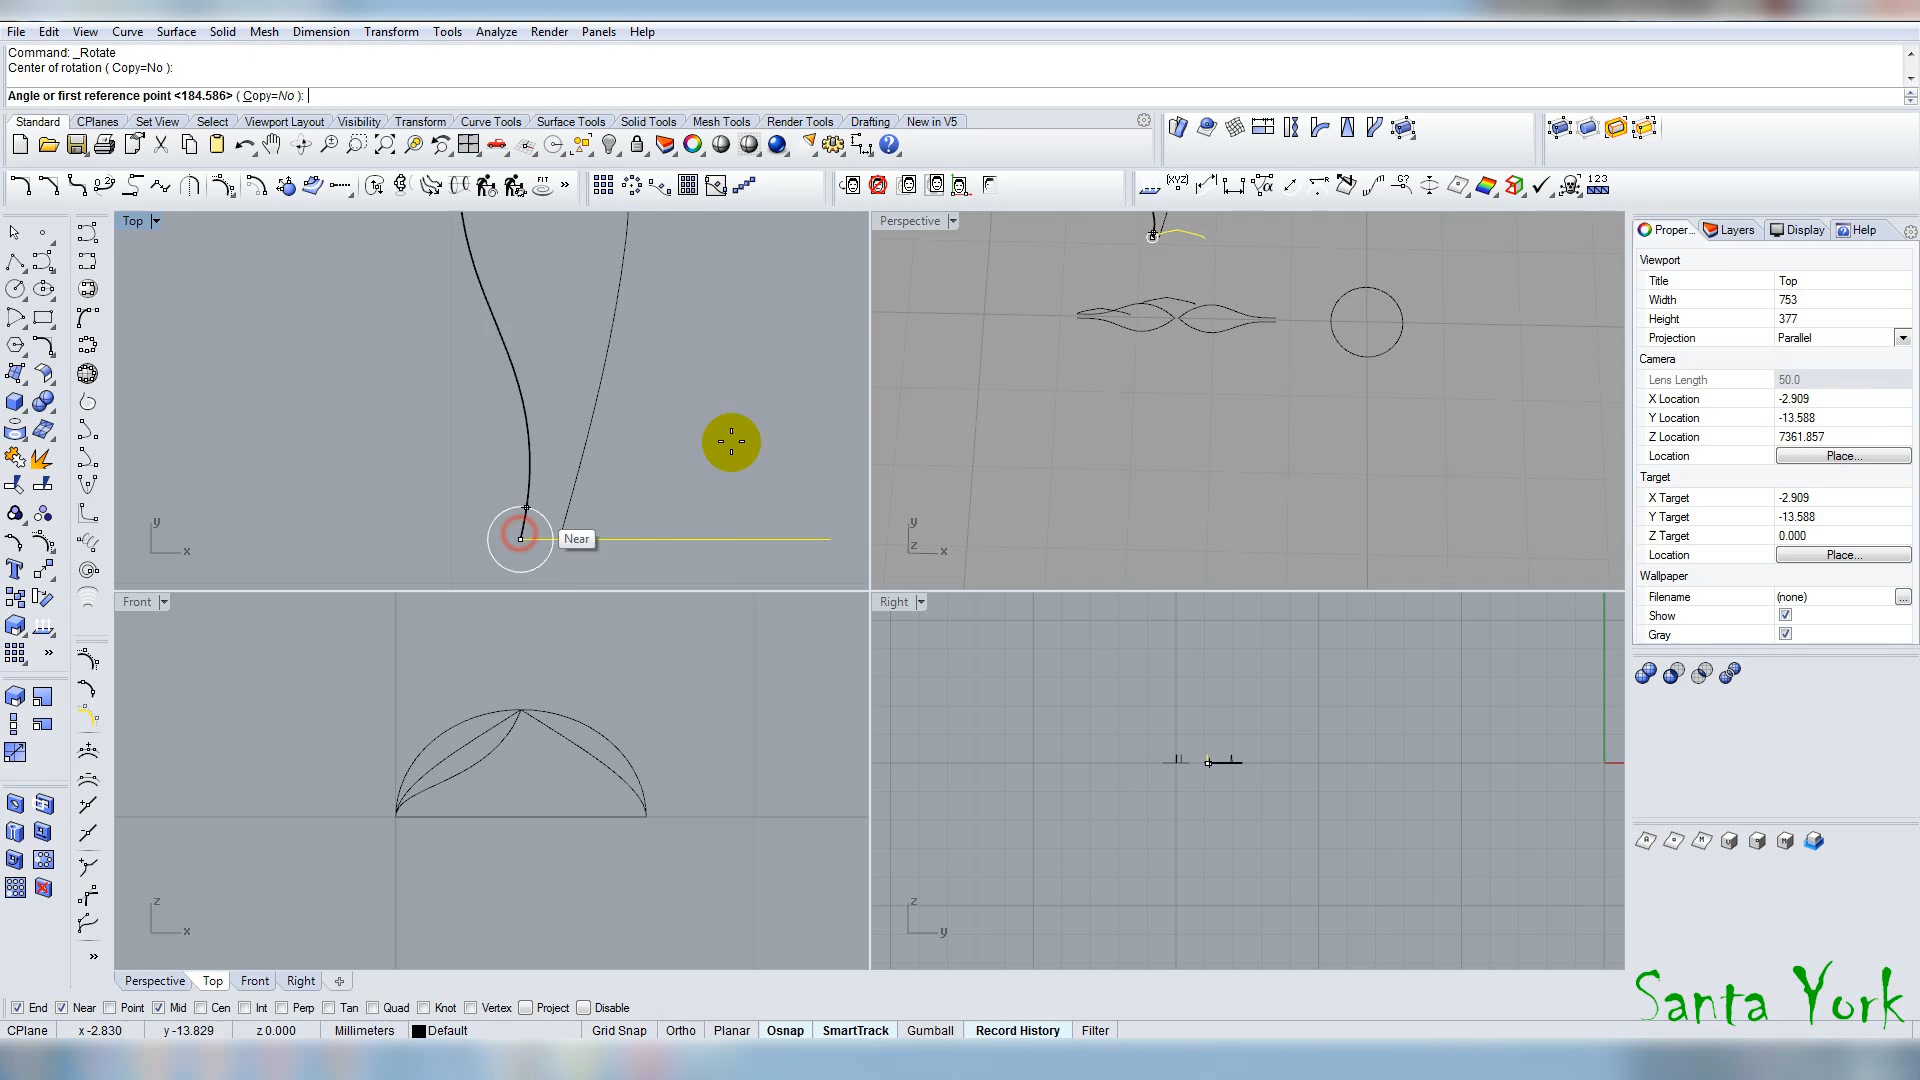 File Edit View Curve Surface Solid Mesh Dimension Transform Tools Analyze Render Panels Help
Command: _Rotate
Center of rotation ( Copy=No ):
Angle or first reference point <184.586> ( Copy=No ):
Standard CPlanes Set View Select Viewport Layout Visibility Transform Curve Tools Surface Tools Solid Tools Mesh Tools Render Tools Drafting New in V5
Top
Perspective
Near
y
x
y
z
x
Front
Right
z
x
z
y
Proper... Layers Display Help
Viewport
Title Top
Width 753
Height 377
Projection Parallel
Camera
Lens Length 50.0
X Location -2.909
Y Location -13.588
Z Location 7361.857
Location Place...
Target
X Target -2.909
Y Target -13.588
Z Target 0.000
Location Place...
Wallpaper
Filename (none) ...
Show
Gray
Perspective Top Front Right
End Near Point Mid Cen Int Perp Tan Quad Knot Vertex Project Disable
CPlane x -2.830 y -13.829 z 0.000 Millimeters Default Grid Snap Ortho Planar Osnap SmartTrack Gumball Record History Filter
Santa York